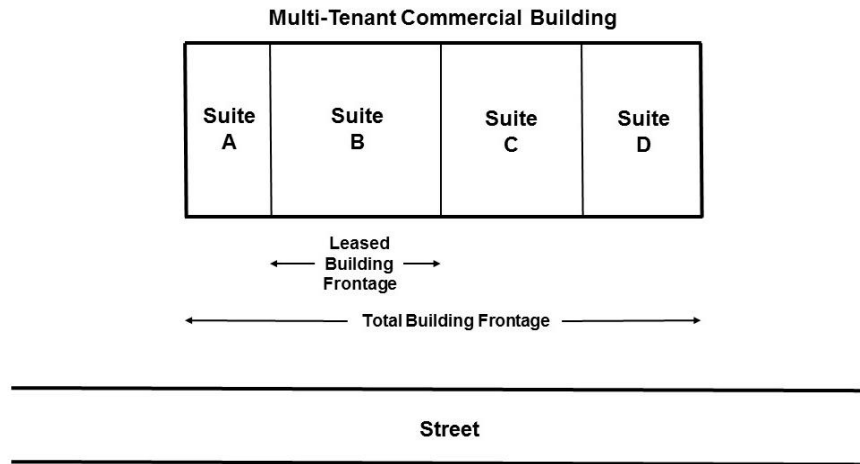 Multi-Tenant Commercial Building
Suite
A
Suite
B
Suite
C
Suite
D
Leased
Building
Frontage
Total Building Frontage
Street